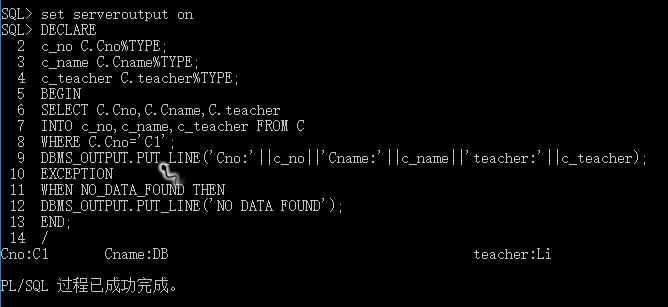 SQL> set serveroutput on
SQL> DECLARE
2 c_no C.Cno%TYPE;
3 c_name C.Cname%TYPE;
4 c_teacher C.teacher%TYPE;
5 BEGIN
6 SELECT C.Cno,C.Cname,C.teacher
7 INTO c_no,c_name,c_teacher FROM C
8 WHERE C.Cno='C1';
9 DBMS_OUTPUT.PUT_LINE('Cno:'||c_no||'Cname:'||c_name||'teacher:'||c_teacher);
10 EXCEPTION
11 WHEN NO_DATA_FOUND THEN
12 DBMS_OUTPUT.PUT_LINE('NO DATA FOUND');
13 END;
14 /
Cno:C1 Cname:DB teacher:Li
PL/SQL 过程已成功完成。